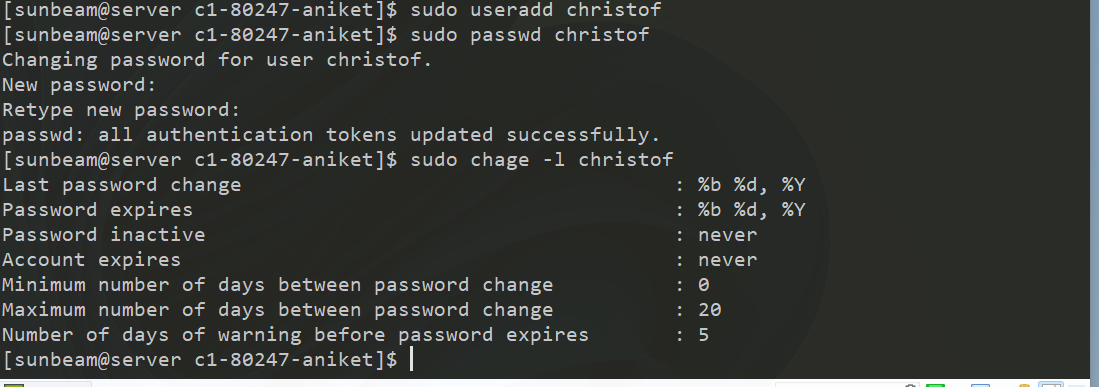 [sunbeam@server c1-80247-aniket]$ sudo useradd christof
[sunbeam@server c1-80247-aniket]$ sudo passwd christof
Changing password for user christof.
New password:
Retype new password:
passwd: all authentication tokens updated successfully.
[sunbeam@server c1-80247-aniket]$ sudo chage -l christof
Last password change : %b %d, %Y
Password expires : %b %d, %Y
Password inactive : never
Account expires : never
Minimum number of days between password change : 0
Maximum number of days between password change : 20
Number of days of warning before password expires : 5
[sunbeam@server c1-80247-aniket]$